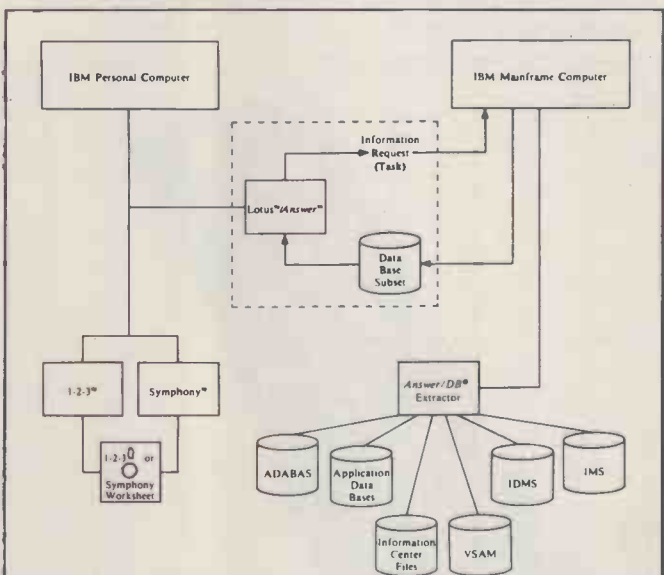 IBM Personal Computer
IBM Mainframe Computer
Information
Request
(Task)
Lotus™/Answer™
Data
Base
Subset
1-2-3®
Symphony™
1-2-3® or
Symphony
Worksheet
Answer/DB®
Extractor
ADABAS
Application
Data
Bases
Information
Center
Files
VSAM
IDMS
IMS